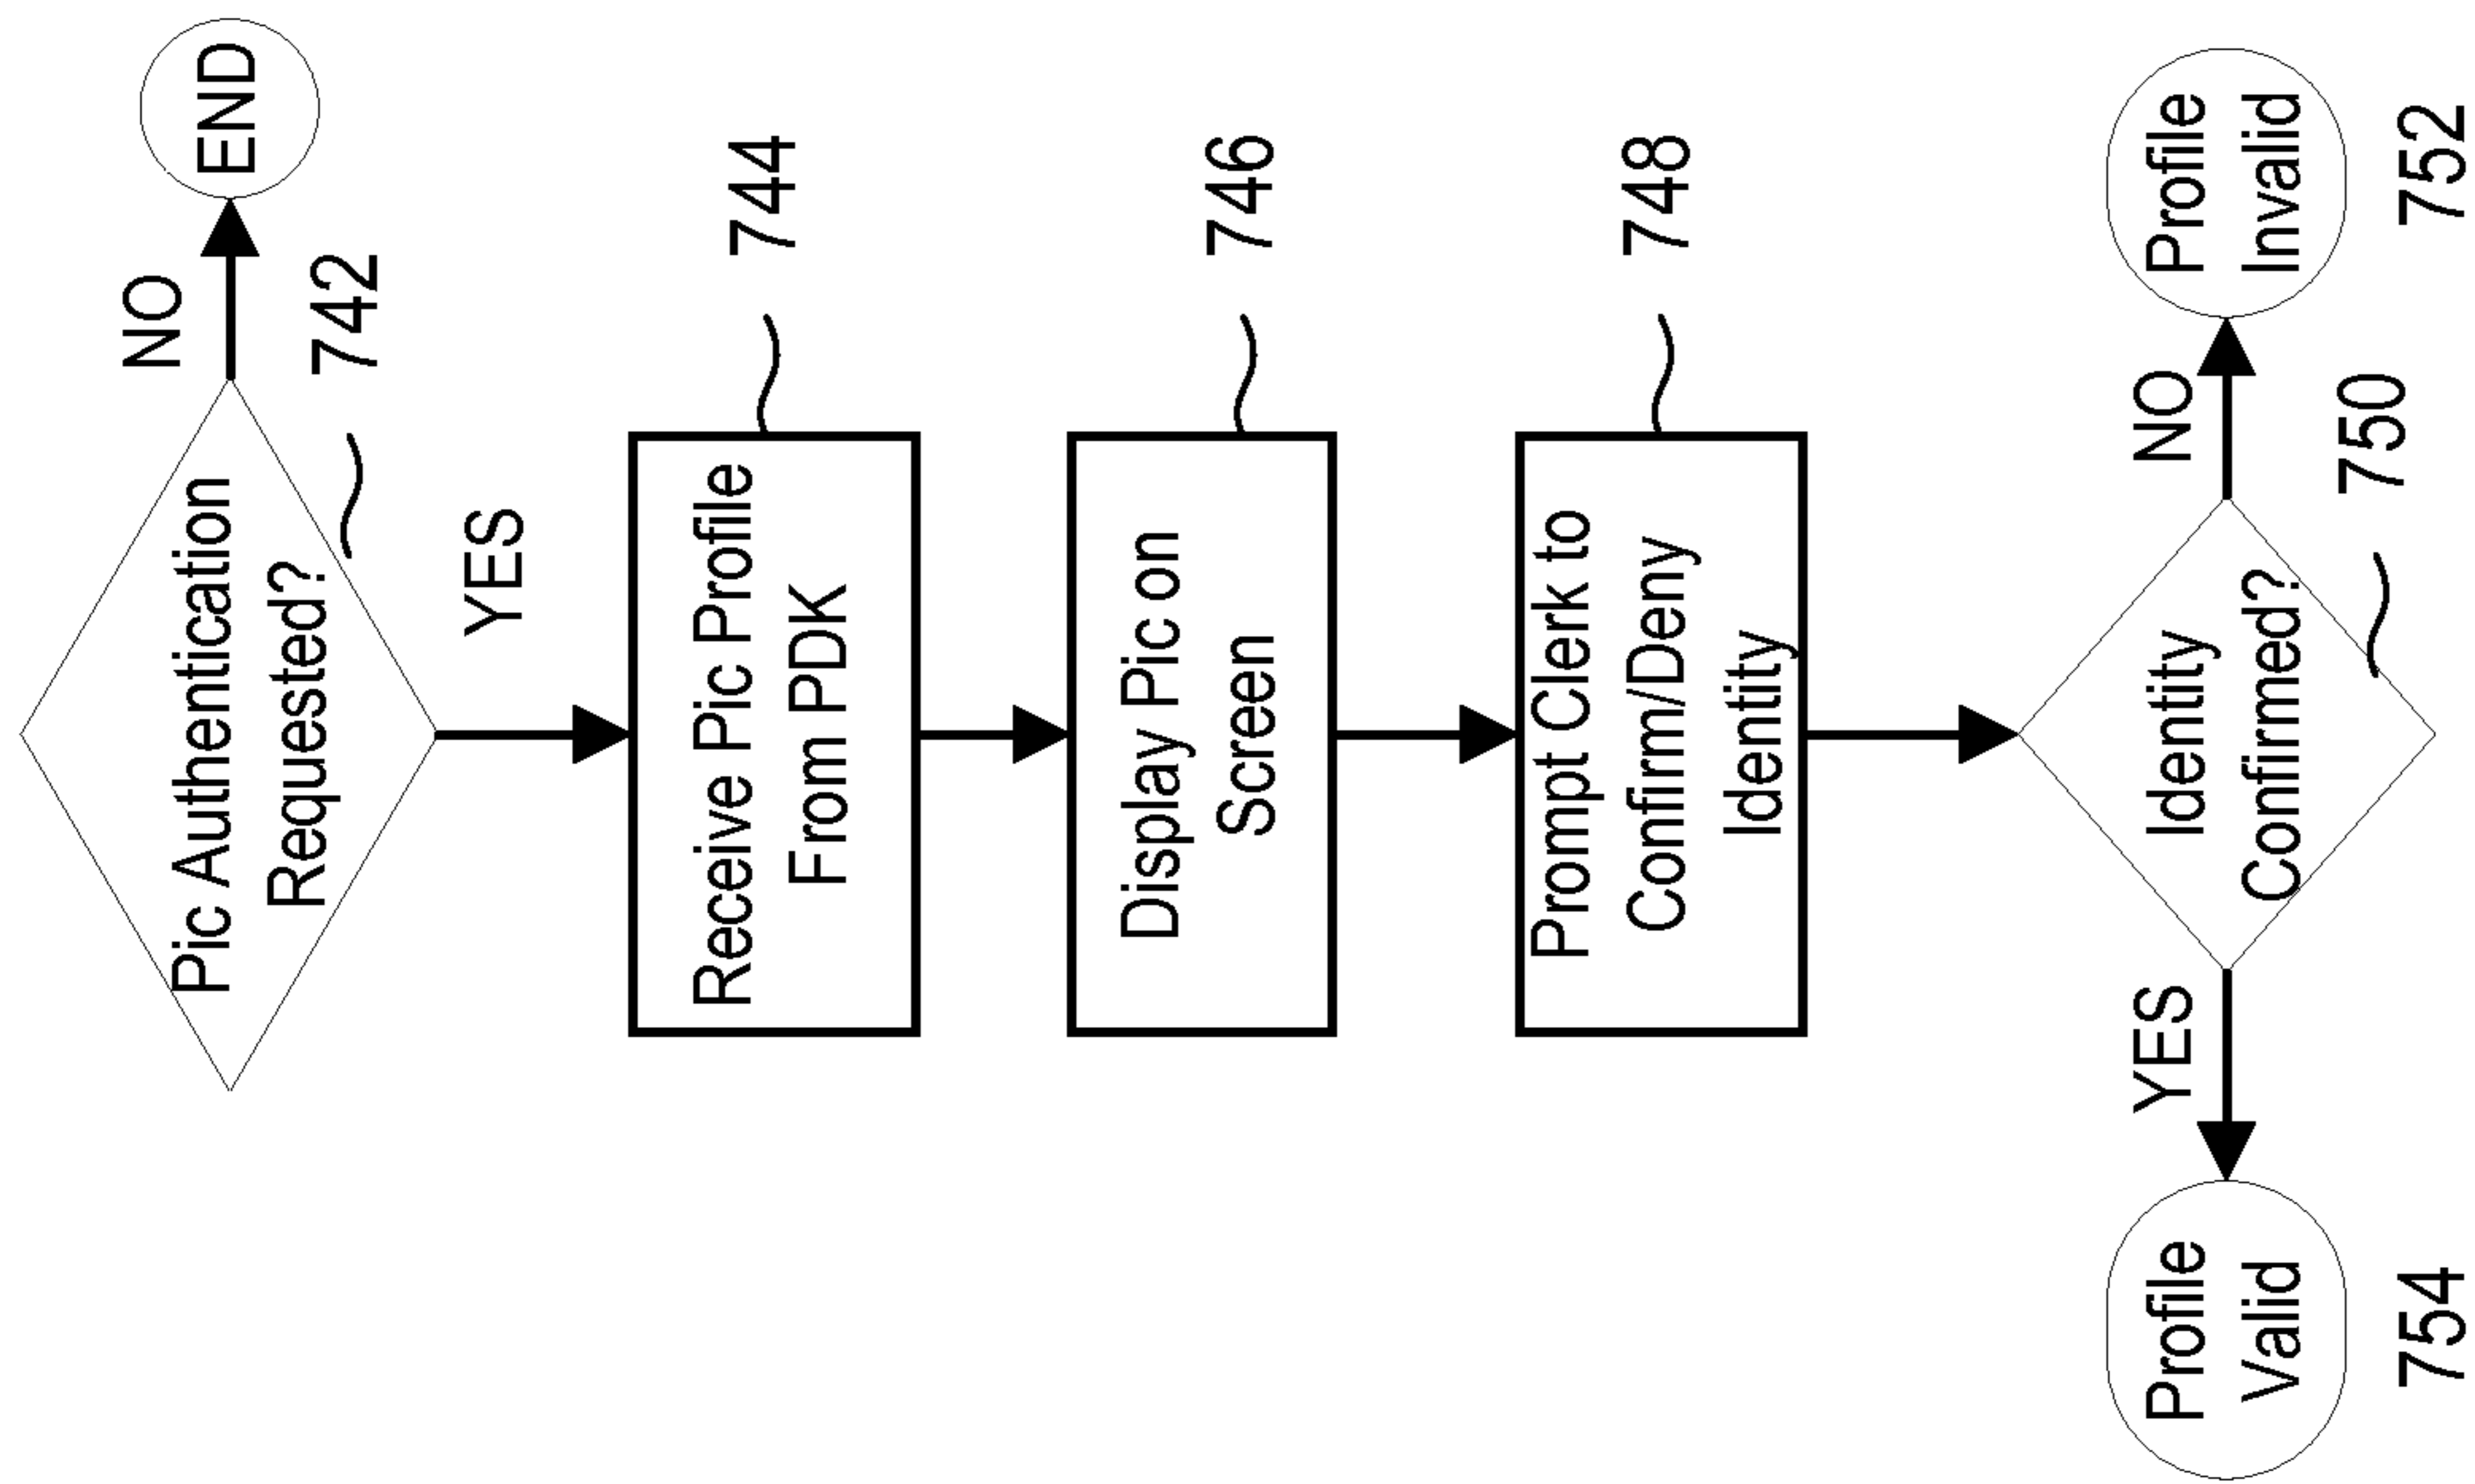 Pic Authentication
Requested?
742
NO
END
YES
Receive Pic Profile
From PDK
744
Display Pic on
Screen
746
Prompt Clerk to
Confirm/Deny
Identity
748
Identity
Confirmed?
750
YES
NO
Profile
Valid
754
Profile
Invalid
752